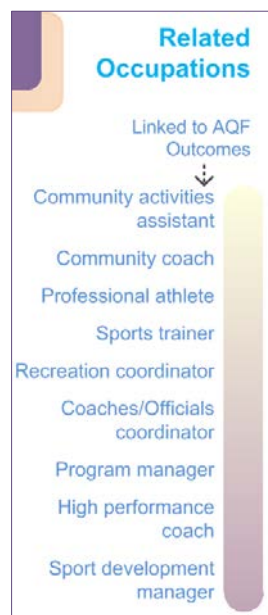 Related
Occupations
Linked to AQF
Outcomes
Community activities
assistant
Community coach
Professional athlete
Sports trainer
Recreation coordinator
Coaches/Officials
coordinator
Program manager
High performance
coach
Sport development
manager